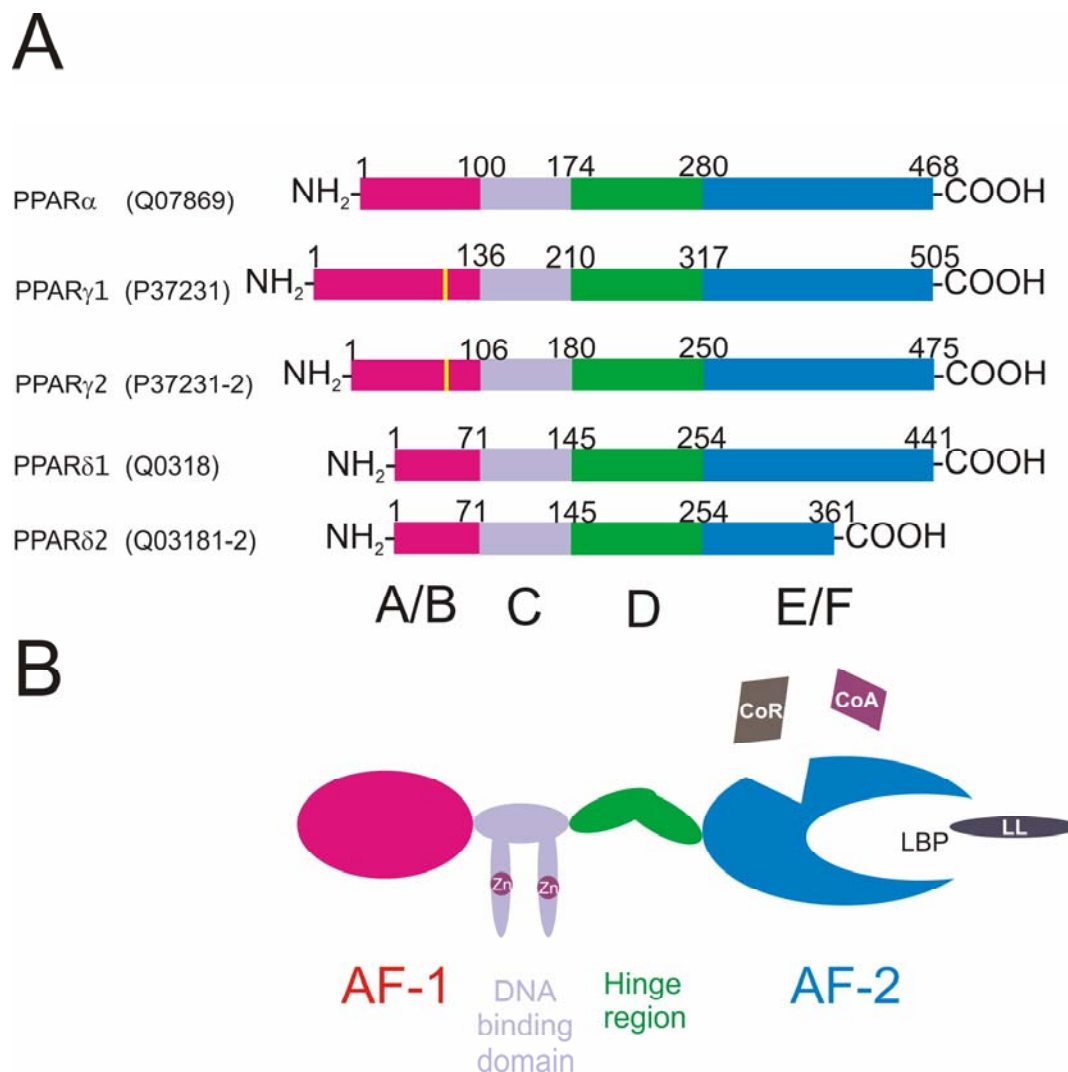 A
1 100 174 280 468
PPARα (Q07869) NH2- -COOH
1 136 210 317 505
PPARγ1 (P37231) NH2- -COOH
1 106 180 250 475
PPARγ2 (P37231-2) NH2- -COOH
1 71 145 254 441
PPARδ1 (Q0318) NH2- -COOH
1 71 145 254 361
PPARδ2 (Q03181-2) NH2- -COOH
A/B C D E/F
B
CoR CoA
LBP LL
Zn Zn
AF-1 DNA binding domain Hinge region AF-2